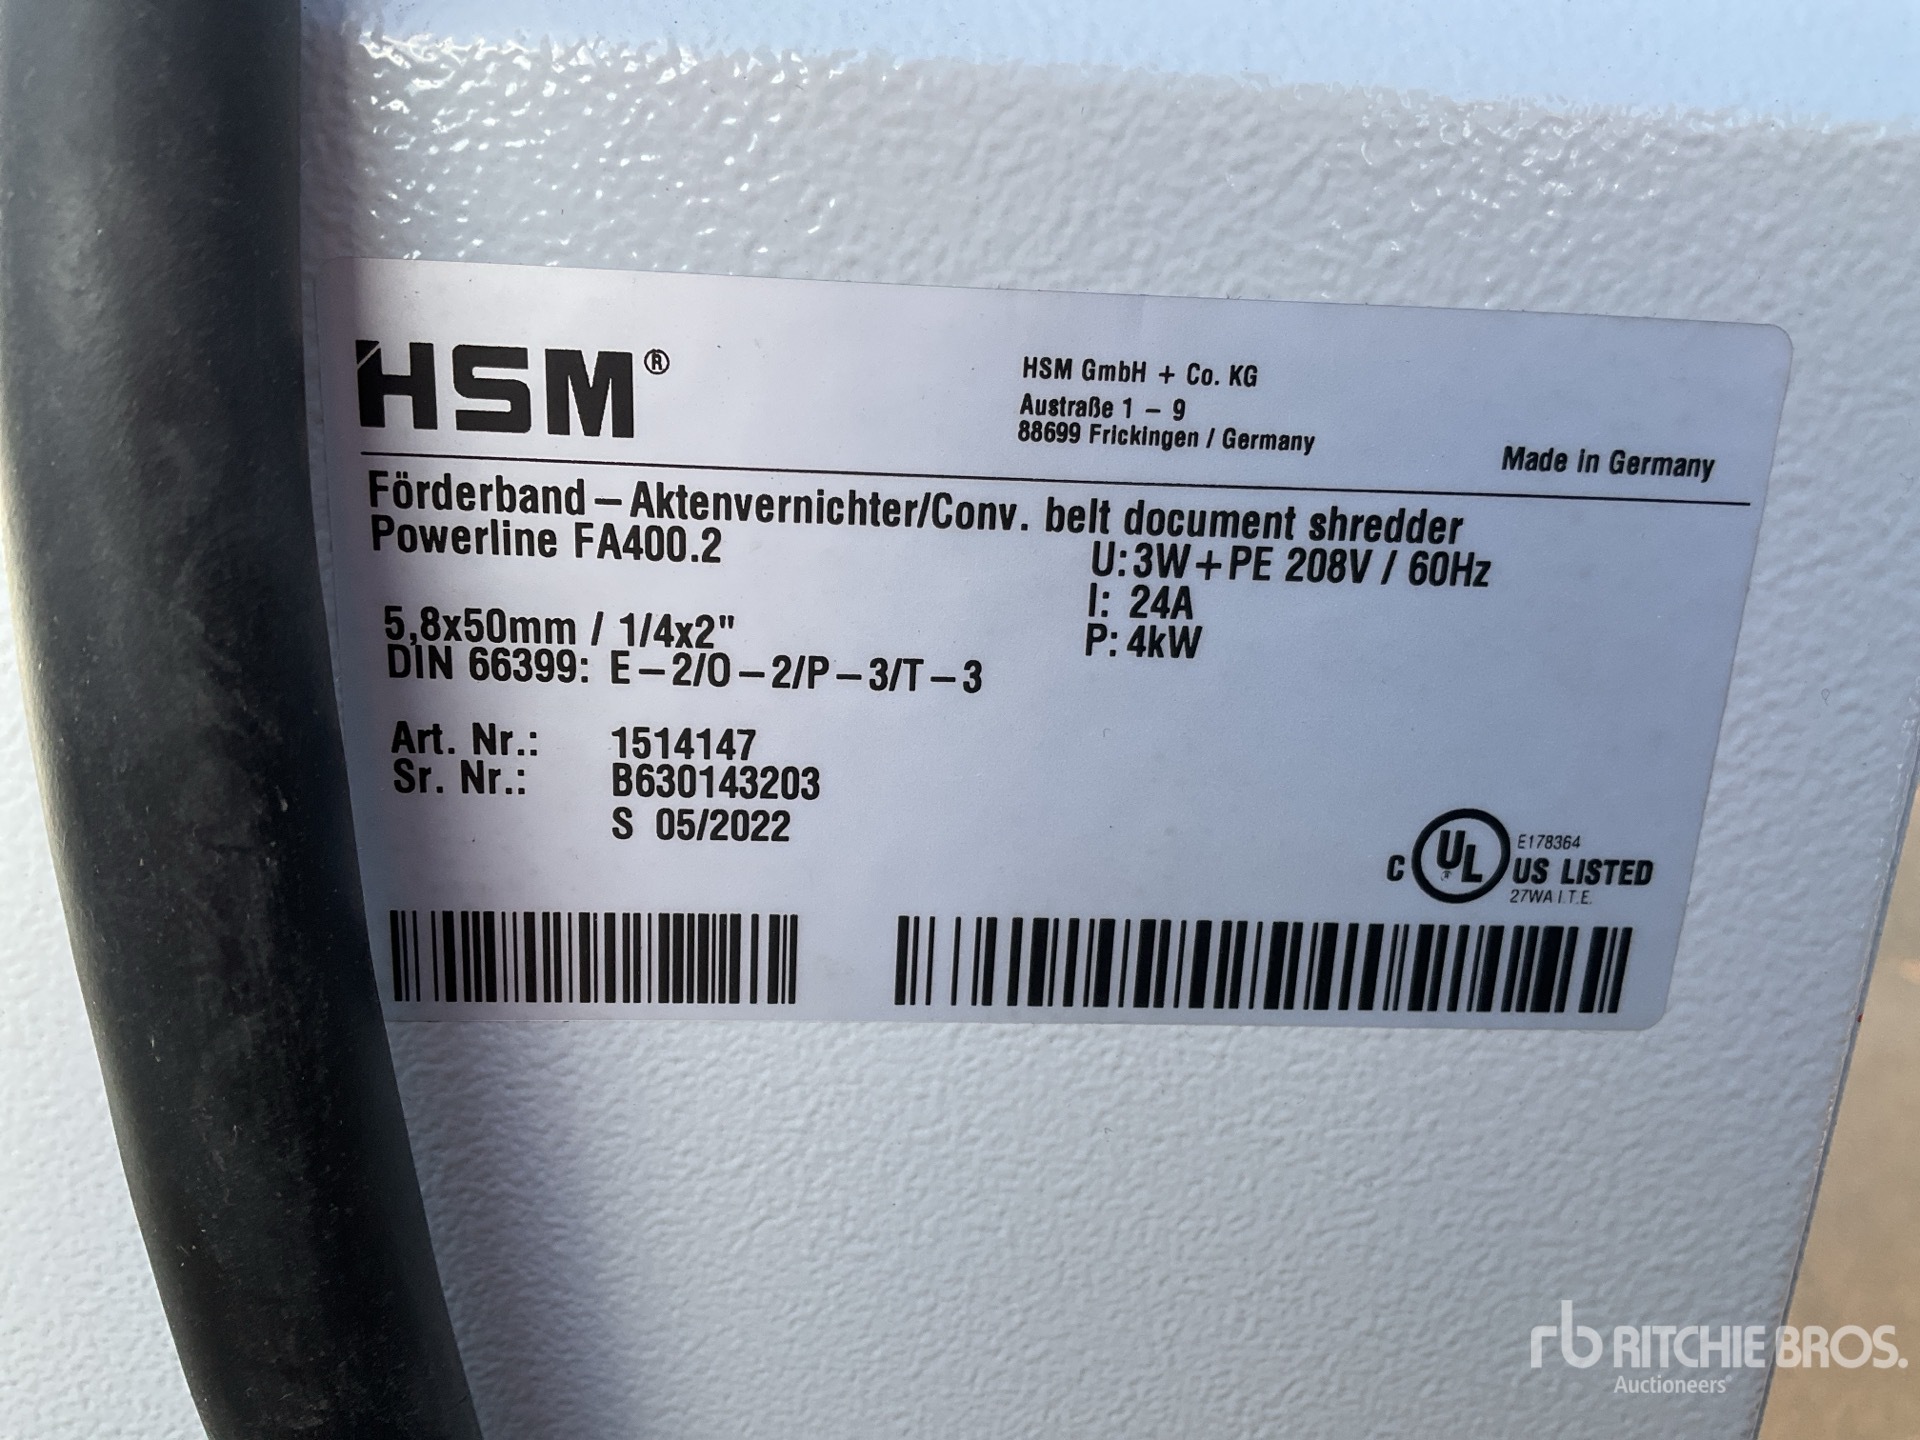 HSM®
HSM GmbH + Co. KG
Austraße 1 – 9
88699 Frickingen / Germany
Made in Germany
Förderband – Aktenvernichter/Conv. belt document shredder
Powerline FA400.2
U: 3W + PE 208V / 60Hz
I: 24A
P: 4kW
5,8x50mm / 1/4x2"
DIN 66399: E – 2/O – 2/P – 3/T – 3
Art. Nr.: 1514147
Sr. Nr.: B630143203
S 05/2022
E178364
C UL US LISTED
27WA I.T.E.
rb RITCHIE BROS.
Auctioneers